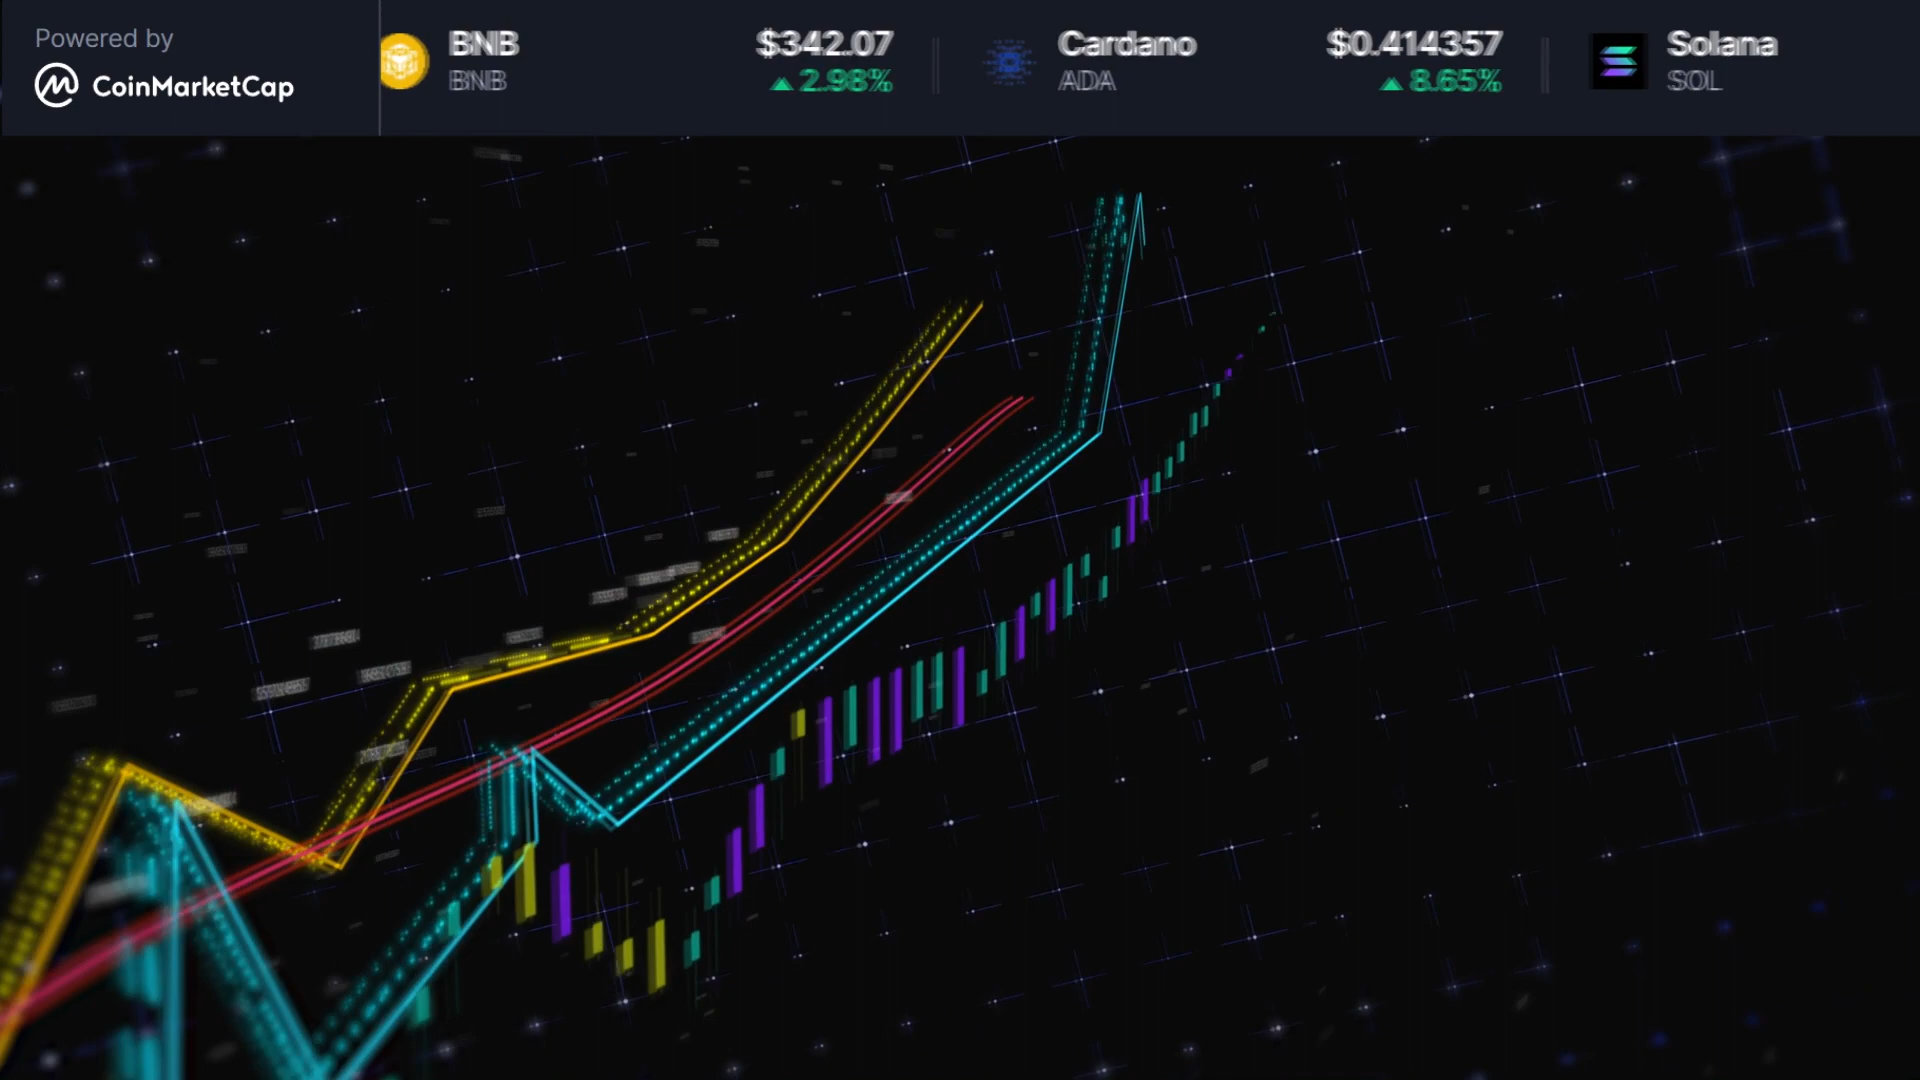 Powered by
CoinMarketCap
BNB
BNB
$342.07
2.98%
Cardano
ADA
$0.414357
8.65%
Solana
SOL